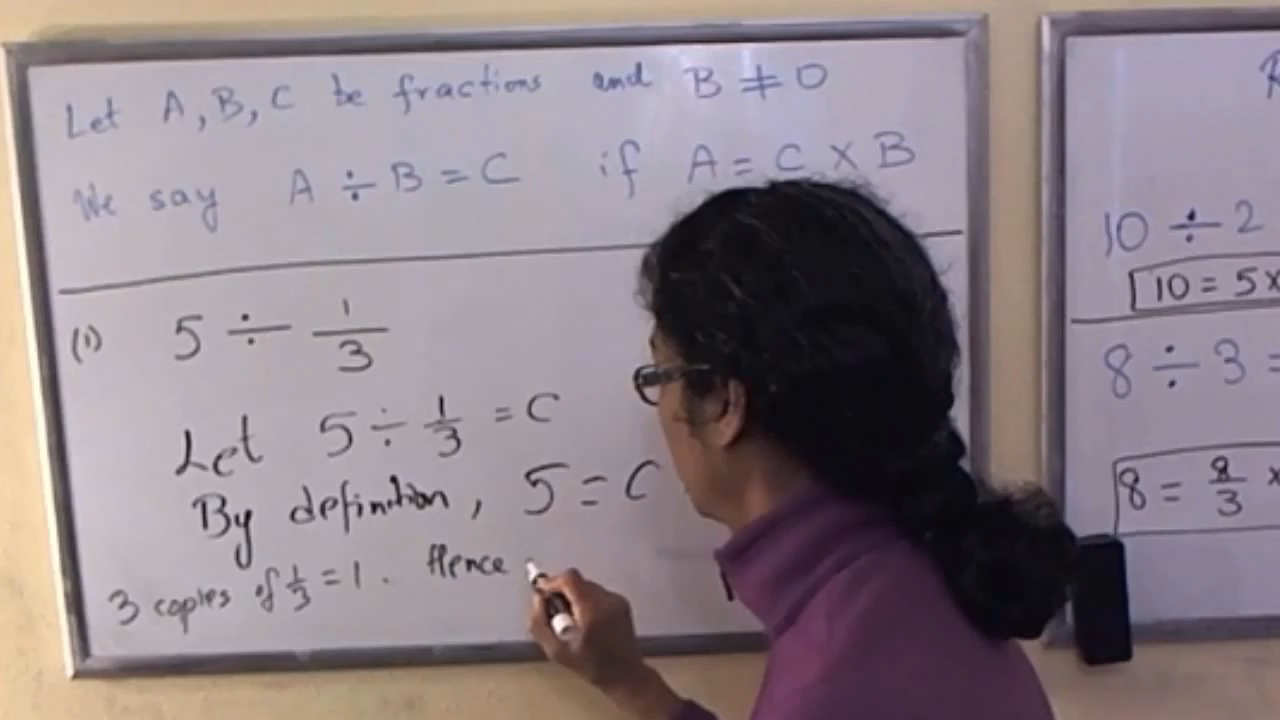 Let A, B, C be fractions and B ≠ 0
We say A ÷ B = C if A = C × B
(1) 5 ÷ 1/3
Let 5 ÷ 1/3 = C
By definition, 5 = C
3 copies of 1/3 = 1. Hence
10 ÷ 2
10 = 5 ×
8 ÷ 3 =
8 = 8/3 ×